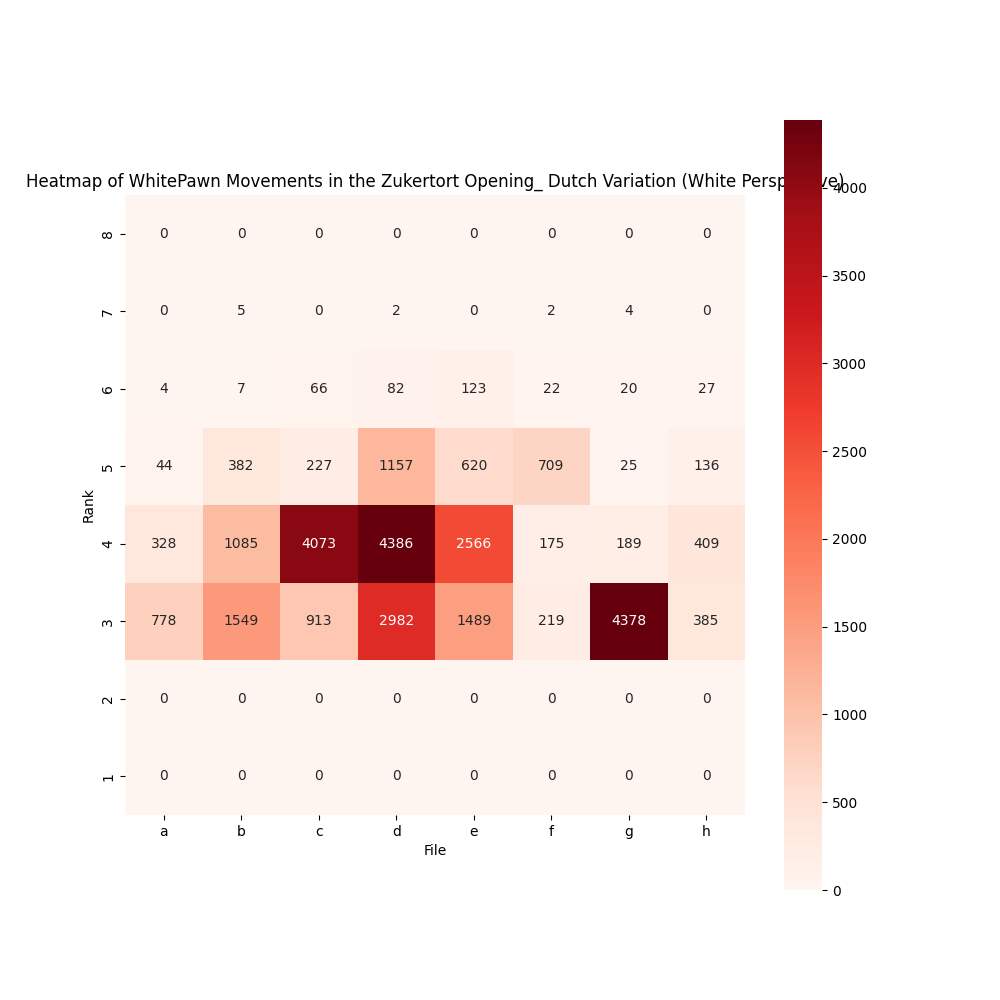 Heatmap of WhitePawn Movements in the Zukertort Opening_ Dutch Variation (White Perspective)
8 0 0 0 0 0 0 0 0
7 0 5 0 2 0 2 4 0
6 4 7 66 82 123 22 20 27
5 44 382 227 1157 620 709 25 136
4 328 1085 4073 4386 2566 175 189 409
3 778 1549 913 2982 1489 219 4378 385
2 0 0 0 0 0 0 0 0
1 0 0 0 0 0 0 0 0
a b c d e f g h
File
Rank
4000
3500
3000
2500
2000
1500
1000
500
0